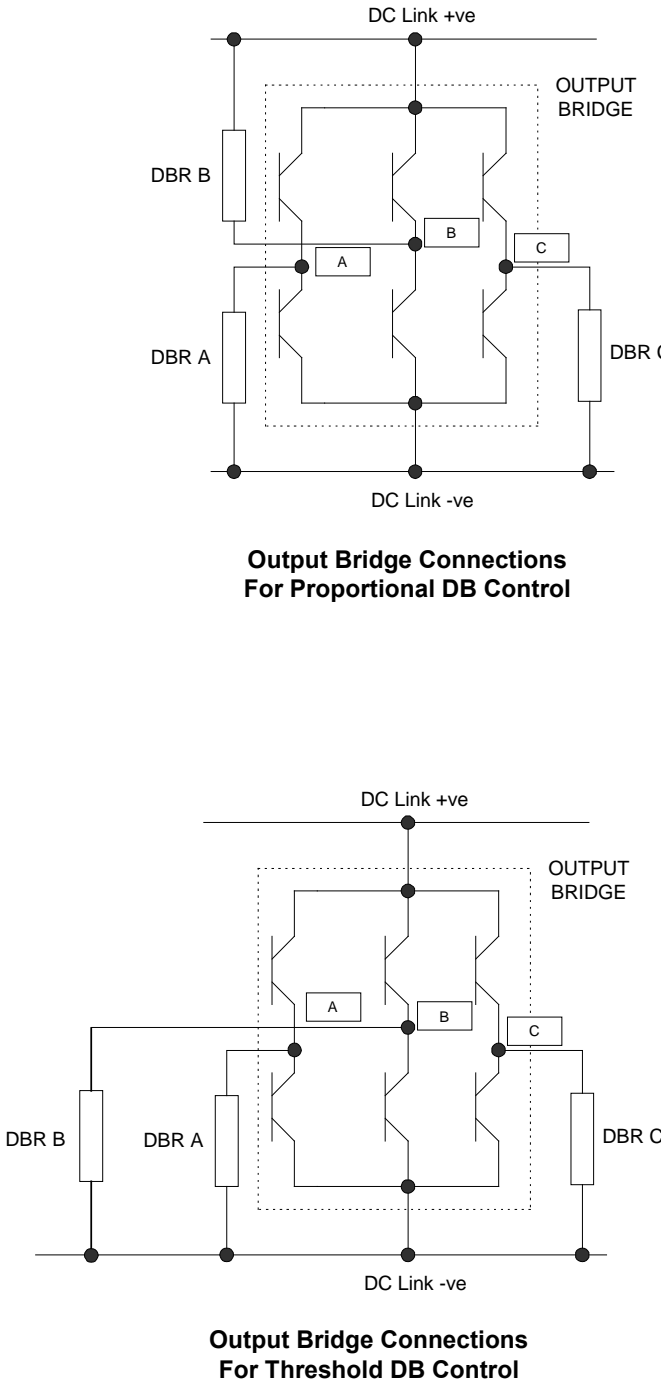 DC Link +ve
OUTPUT
BRIDGE
DBR B
B
C
A
DBR A
DBR C
DC Link -ve
Output Bridge Connections
For Proportional DB Control
DC Link +ve
OUTPUT
BRIDGE
A
B
C
DBR B
DBR A
DBR C
DC Link -ve
Output Bridge Connections
For Threshold DB Control